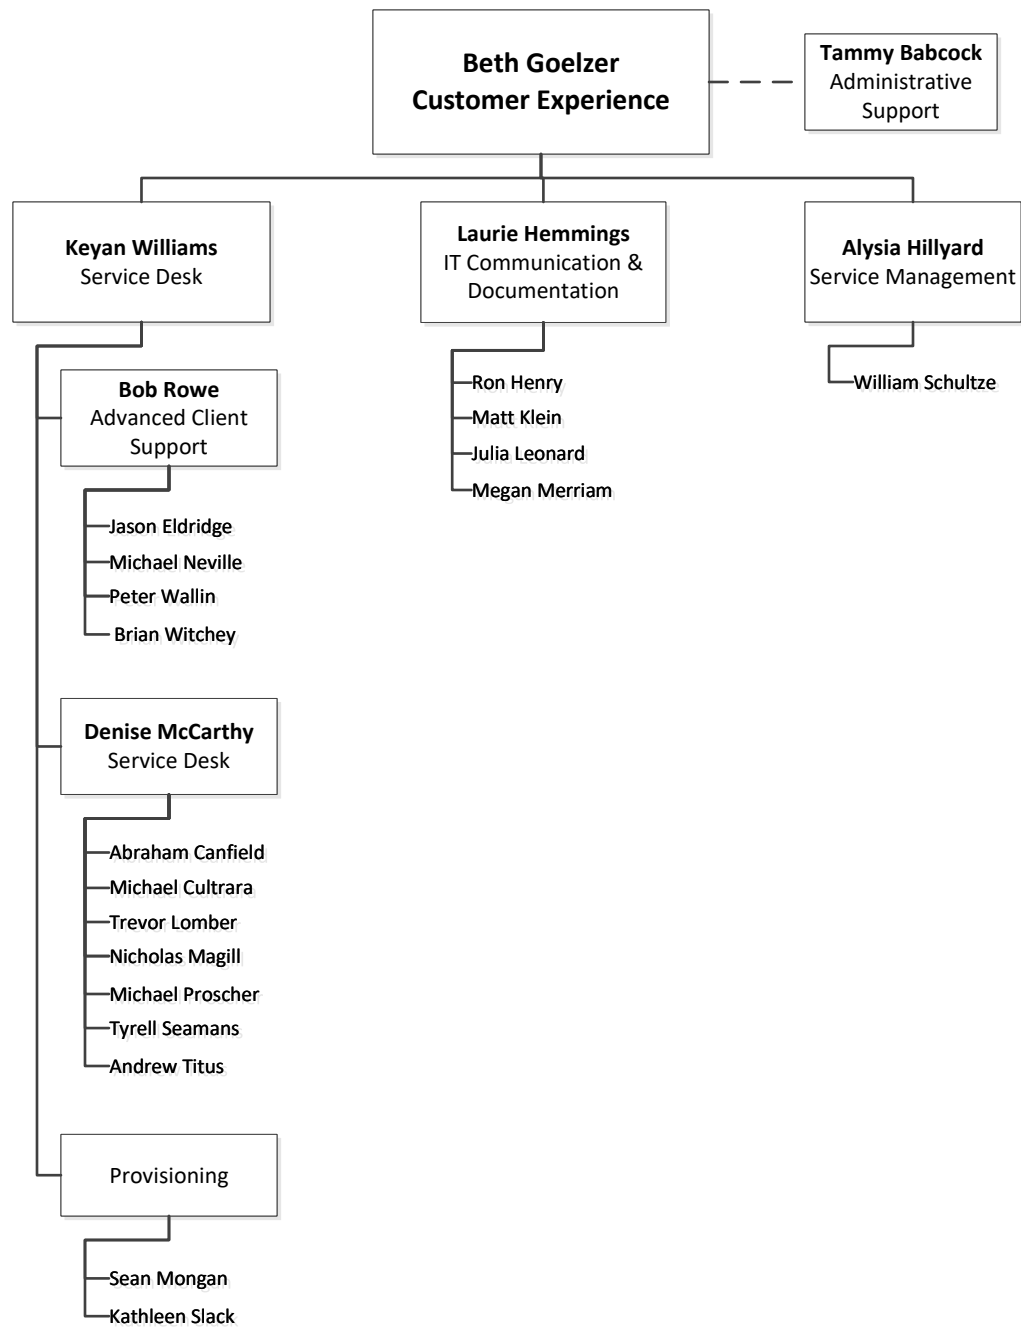 Beth Goelzer
Customer Experience
Tammy Babcock
Administrative
Support
Keyan Williams
Service Desk
Laurie Hemmings
IT Communication &
Documentation
Alysia Hillyard
Service Management
Bob Rowe
Advanced Client
Support
Jason Eldridge
Michael Neville
Peter Wallin
Brian Witchey
Denise McCarthy
Service Desk
Abraham Canfield
Michael Cultrara
Trevor Lomber
Nicholas Magill
Michael Proscher
Tyrell Seamans
Andrew Titus
Provisioning
Sean Mongan
Kathleen Slack
Ron Henry
Matt Klein
Julia Leonard
Megan Merriam
William Schultze